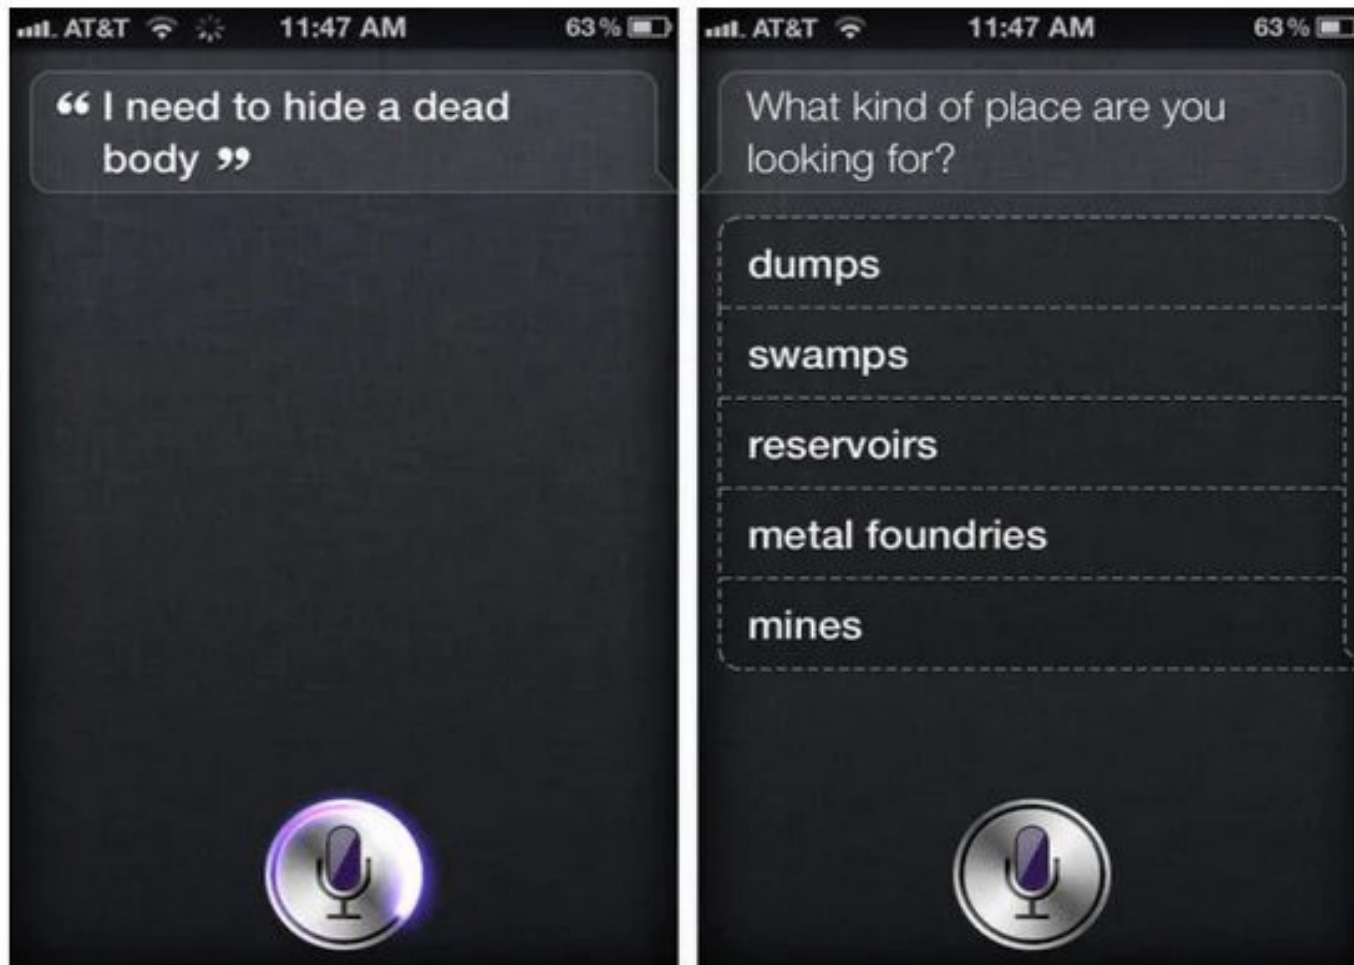 AT&T 11:47 AM 63%
“ I need to hide a dead
body ”
AT&T 11:47 AM 63%
What kind of place are you
looking for?
dumps
swamps
reservoirs
metal foundries
mines